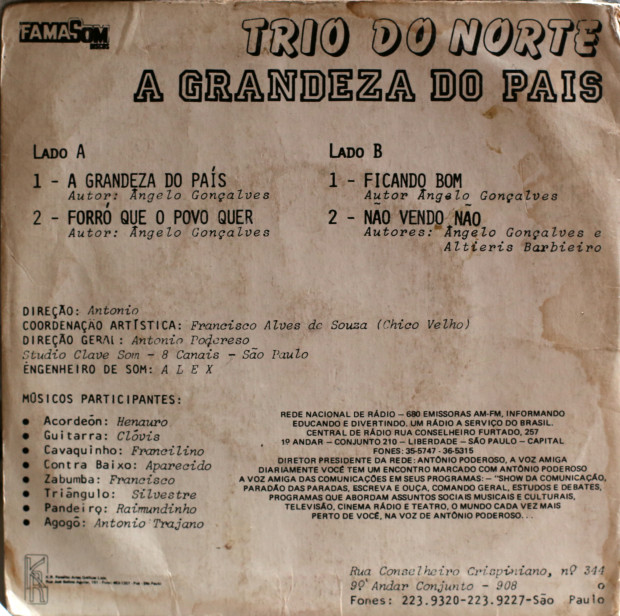 FAMASOM
TRIO DO NORTE
A GRANDEZA DO PAIS
LADO A
1 - A GRANDEZA DO PAÍS
Autor: Ângelo Gonçalves
2 - FORRÓ QUE O POVO QUER
Autor: Ângelo Gonçalves
LADO B
1 - FICANDO BOM
Autor Ângelo Gonçalves
2 - NÃO VENDO NÃO
Autores: Ângelo Gonçalves e
Altieris Barbieiro
DIREÇÃO: Antonio
COORDENAÇÃO ARTÍSTICA: Francisco Alves de Souza (Chico Velho)
DIREÇÃO GERAL: Antonio Poderoso
Studio Clave Som - 8 Canais - São Paulo
ENGENHEIRO DE SOM: A L E X
MÚSICOS PARTICIPANTES:
• Acordeôn: Henauro
• Guitarra: Clóvis
• Cavaquinho: Francilino
• Contra Baixo: Aparecido
• Zabumba: Francisco
• Triângulo: Silvestre
• Pandeiro: Raimundinho
• Agogô: Antonio Trajano
REDE NACIONAL DE RÁDIO – 680 EMISSORAS AM-FM, INFORMANDO
EDUCANDO E DIVERTINDO. UM RÁDIO A SERVIÇO DO BRASIL.
CENTRAL DE RÁDIO RUA CONSELHEIRO FURTADO, 257
1º ANDAR – CONJUNTO 210 – LIBERDADE – SÃO PAULO – CAPITAL
FONES: 35-5747 - 36-5315
DIRETOR PRESIDENTE DA REDE: ANTÔNIO PODEROSO, A VOZ AMIGA
DIARIAMENTE VOCÊ TEM UM ENCONTRO MARCADO COM ANTÔNIO PODEROSO
A VOZ AMIGA DAS COMUNICAÇÕES EM SEUS PROGRAMAS: – "SHOW DA COMUNICAÇÃO,
PARADÃO DAS PARADAS, ESCREVA E OUÇA, COMANDO GERAL, ESTUDOS E DEBATES,
PROGRAMAS QUE ABORDAM ASSUNTOS SOCIAIS MUSICAIS E CULTURAIS,
TELEVISÃO, CINEMA RÁDIO E TEATRO, O MUNDO CADA VEZ MAIS
PERTO DE VOCÊ, NA VOZ DE ANTÔNIO PODEROSO...
Rua Conselheiro Crispiniano, nº 344
9º Andar Conjunto - 908
Fones: 223.9320-223.9227-São Paulo